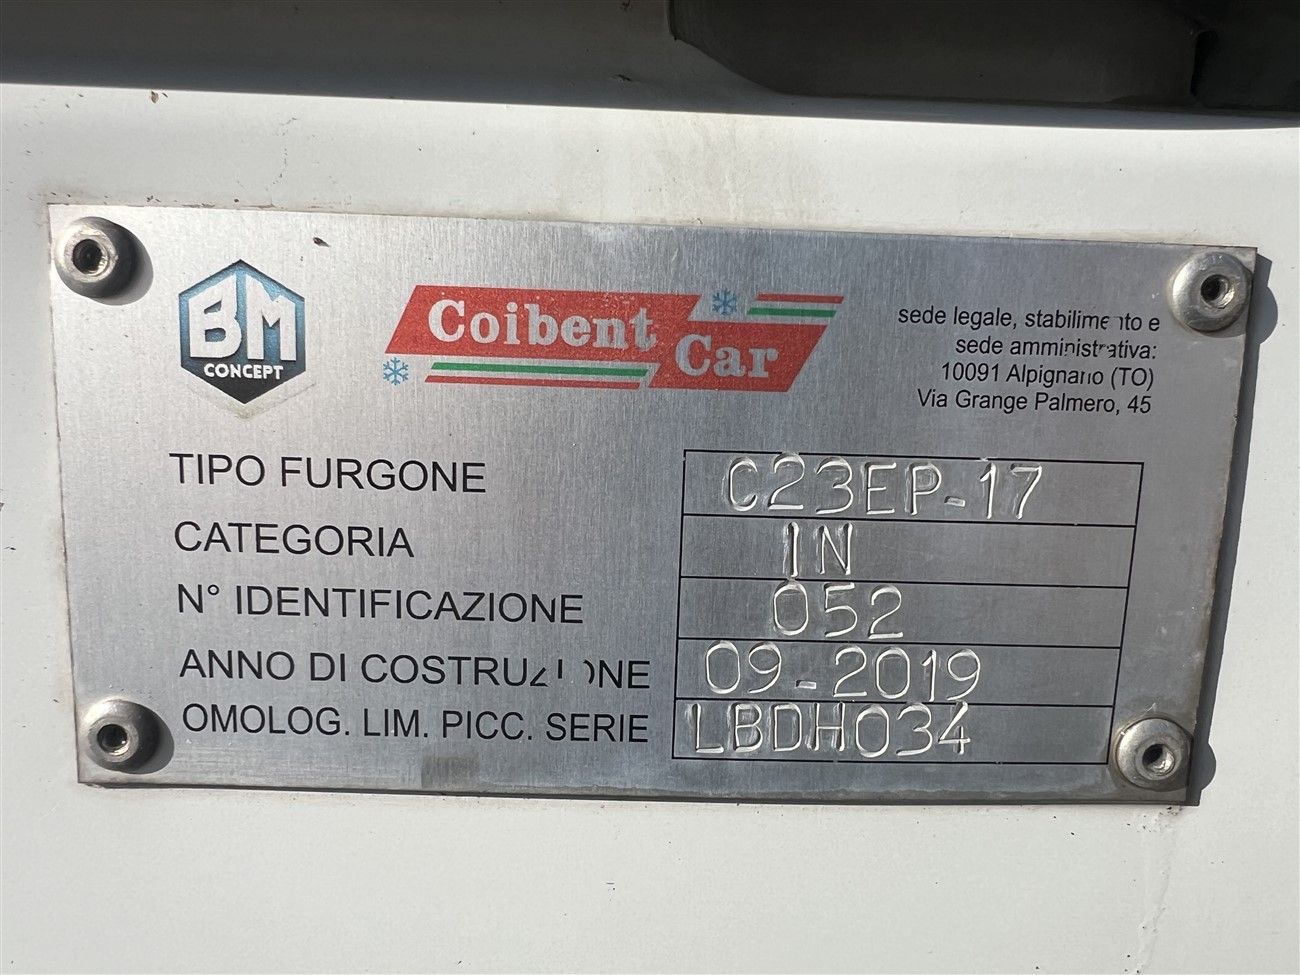 BM
CONCEPT
Coibent
Car
sede legale, stabilimento e
sede amministrativa:
10091 Alpignano (TO)
Via Grange Palmero, 45
TIPO FURGONE C23EP-17
CATEGORIA IN
N° IDENTIFICAZIONE 052
ANNO DI COSTRUZIONE 09-2019
OMOLOG. LIM. PICC. SERIE LBDH034